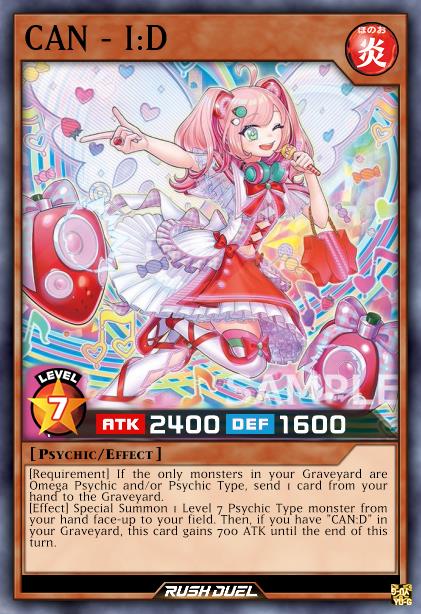 CAN - I:D
ほのお
炎
SAMPLE
LEVEL
7
ATK 2400 DEF 1600
[PSYCHIC/EFFECT]
[Requirement] If the only monsters in your Graveyard are
Omega Psychic and/or Psychic Type, send 1 card from your
hand to the Graveyard.
[Effect] Special Summon 1 Level 7 Psychic Type monster from
your hand face-up to your field. Then, if you have "CAN:D" in
your Graveyard, this card gains 700 ATK until the end of this
turn.
RUSH DUEL